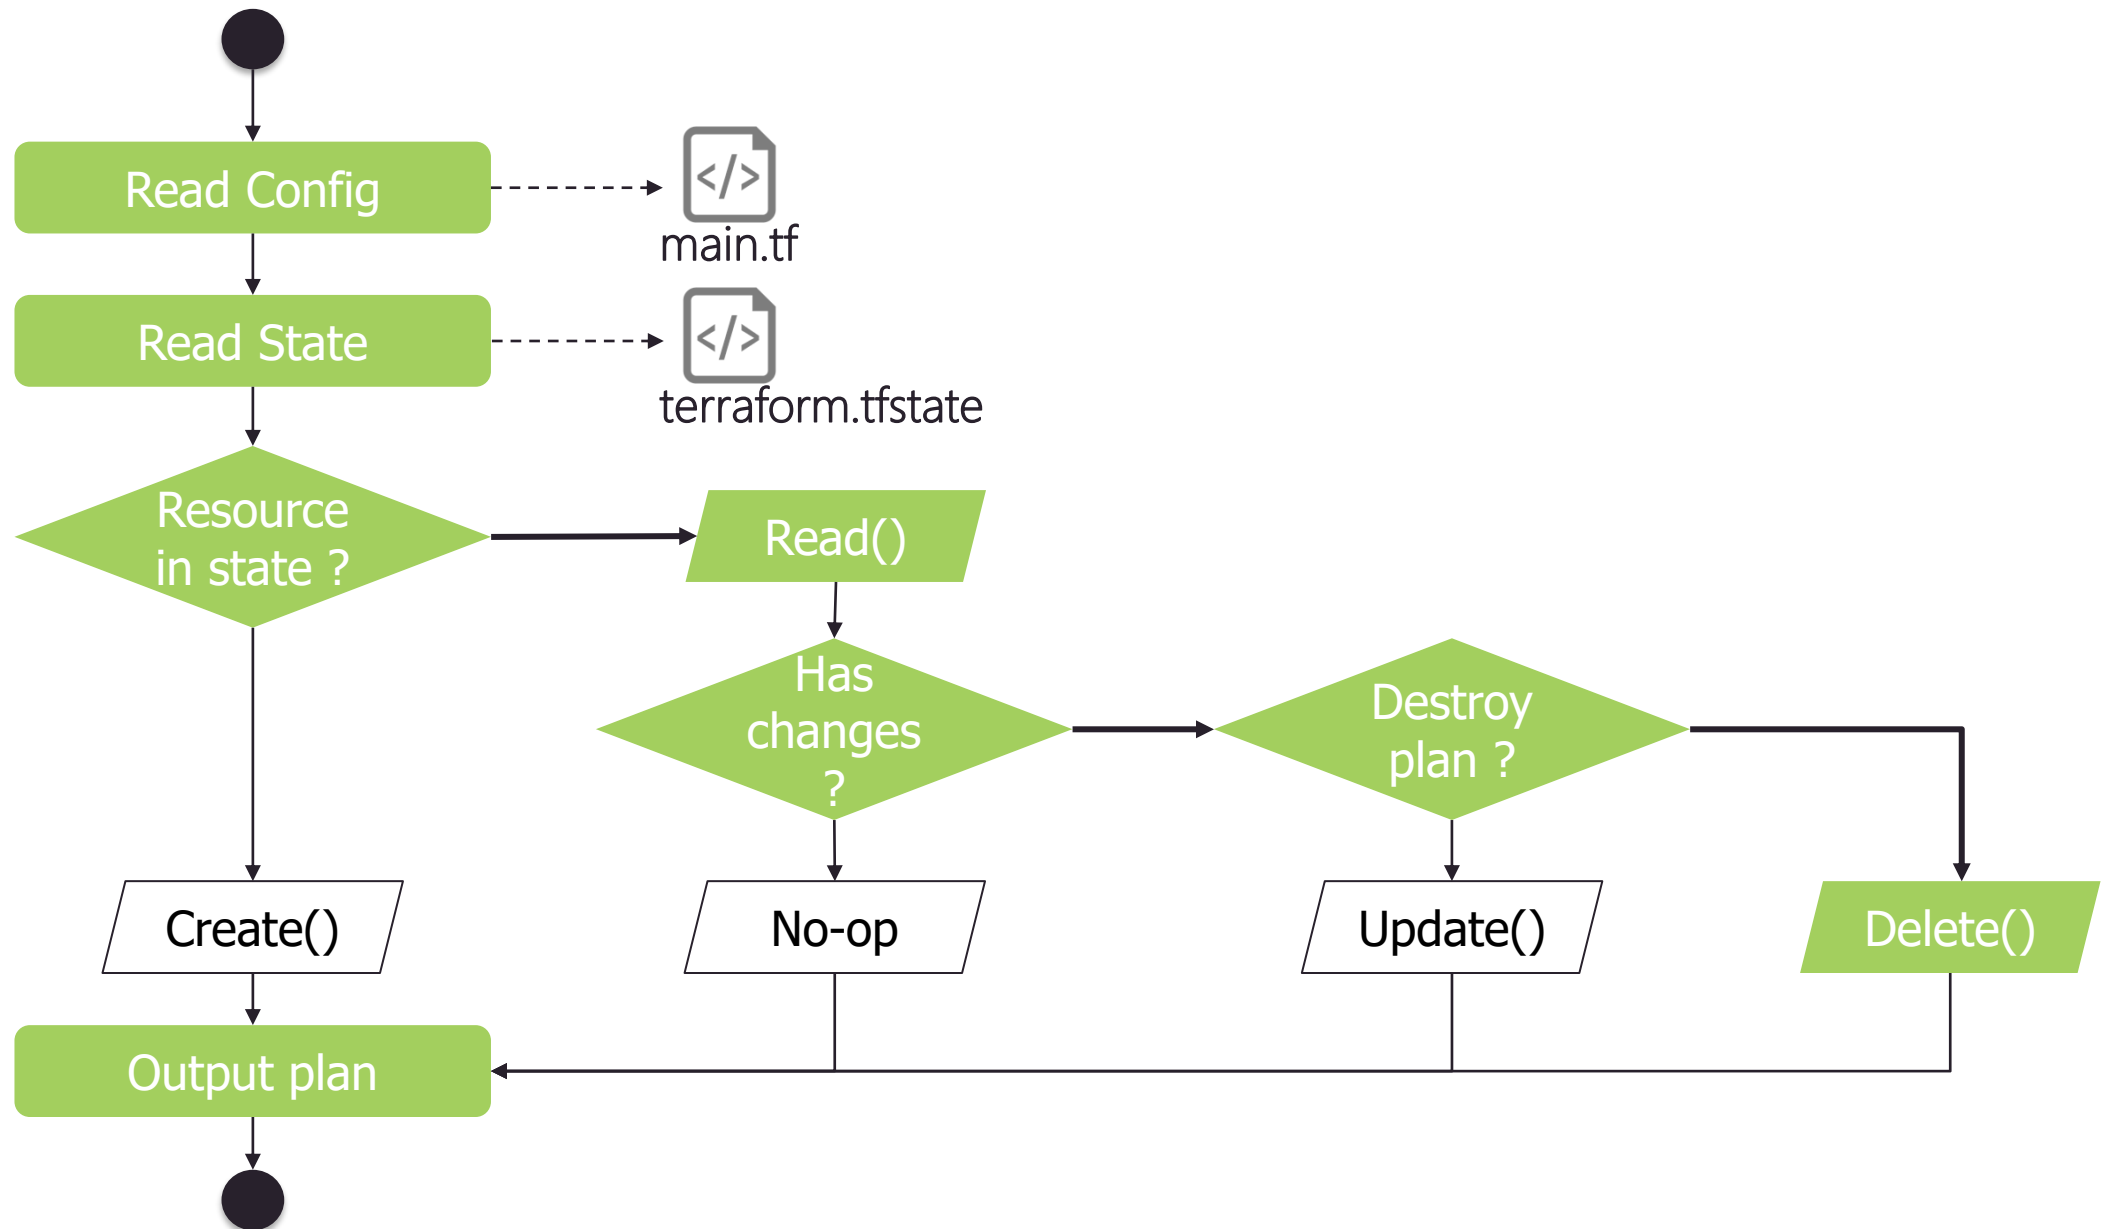 Read Config
</>
main.tf
Read State
</>
terraform.tfstate
Resource
in state ?
Read()
Has
changes
?
Destroy
plan ?
Create()
No-op
Update()
Delete()
Output plan